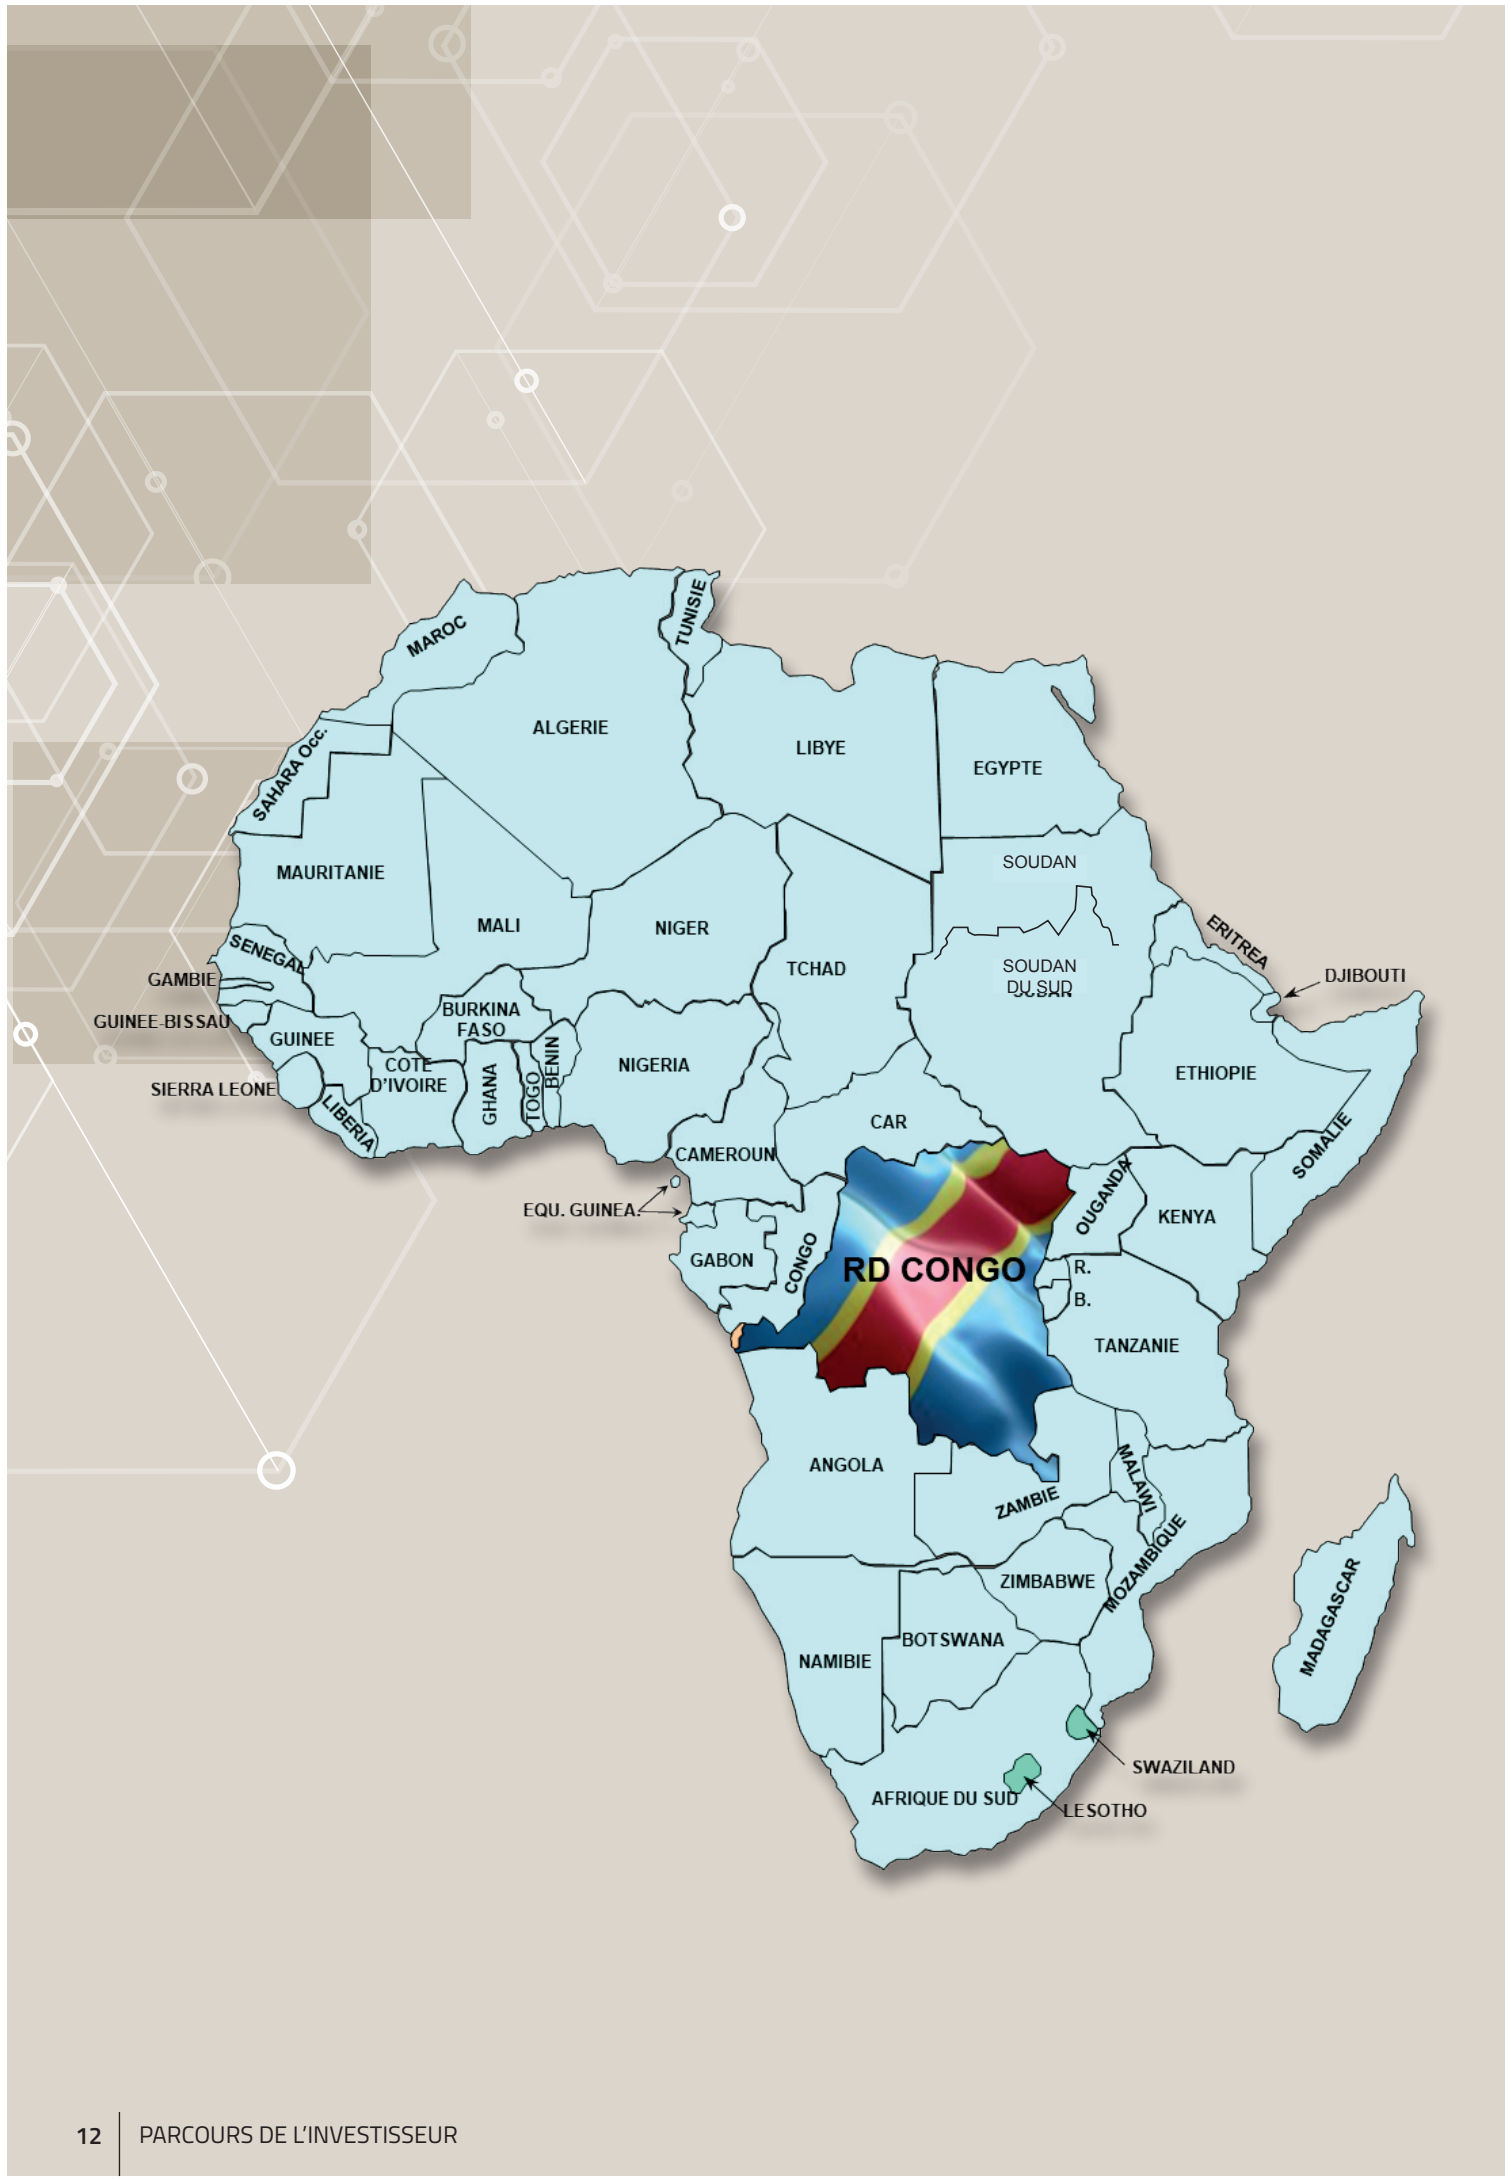 TUNISIE
MAROC
ALGERIE
LIBYE
EGYPTE
SAHARA Occ.
MAURITANIE
MALI
NIGER
TCHAD
SOUDAN
ERITREA
SENEGAL
GAMBIE
SOUDAN
DU SUD
DJIBOUTI
GUINEE-BISSAU
GUINEE
BURKINA
FASO
COTE
D'IVOIRE
SIERRA LEONE
LIBERIA
GHANA
TOGO
BENIN
NIGERIA
ETHIOPIE
SOMALIE
CAR
CAMEROUN
EQU. GUINEA.
GABON
CONGO
RD CONGO
OUGANDA
KENYA
R.
B.
TANZANIE
ANGOLA
ZAMBIE
MALAWI
MOZAMBIQUE
ZIMBABWE
MADAGASCAR
NAMIBIE
BOTSWANA
SWAZILAND
AFRIQUE DU SUD
LESOTHO
12
PARCOURS DE L'INVESTISSEUR